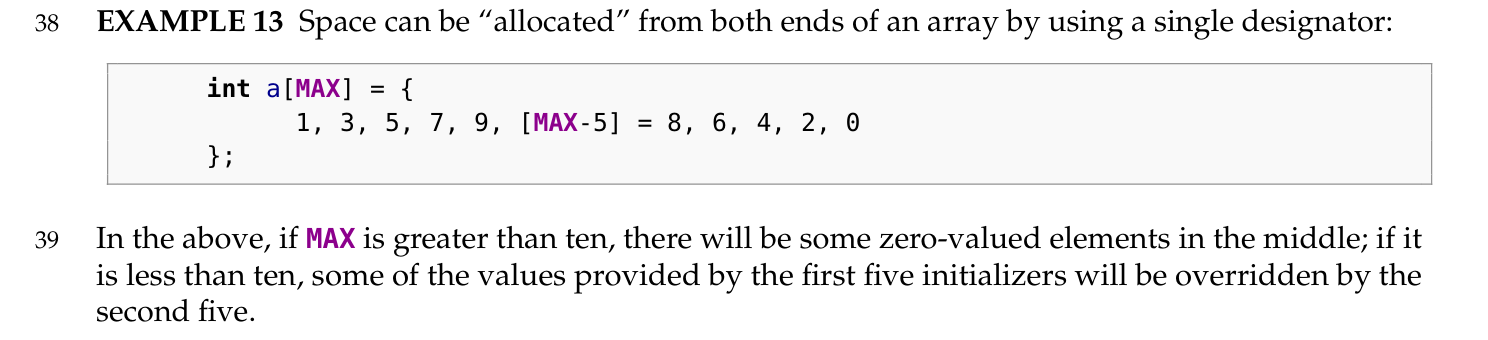 38 EXAMPLE 13 Space can be “allocated” from both ends of an array by using a single designator:
int a[MAX] = {
1, 3, 5, 7, 9, [MAX-5] = 8, 6, 4, 2, 0
};
39 In the above, if MAX is greater than ten, there will be some zero-valued elements in the middle; if it
is less than ten, some of the values provided by the first five initializers will be overridden by the
second five.